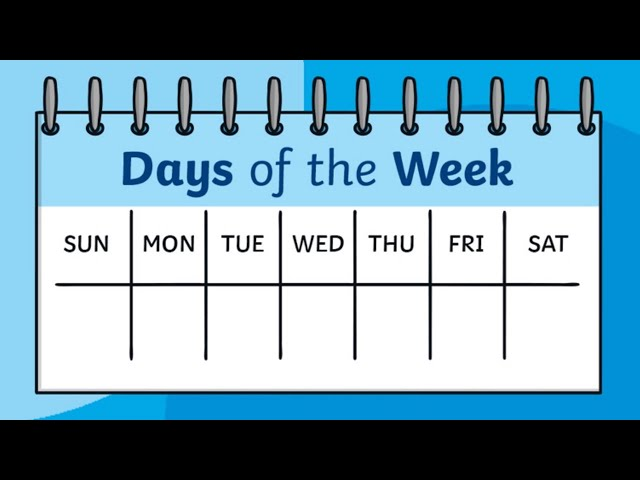 Days of the Week
SUN MON TUE WED THU FRI SAT